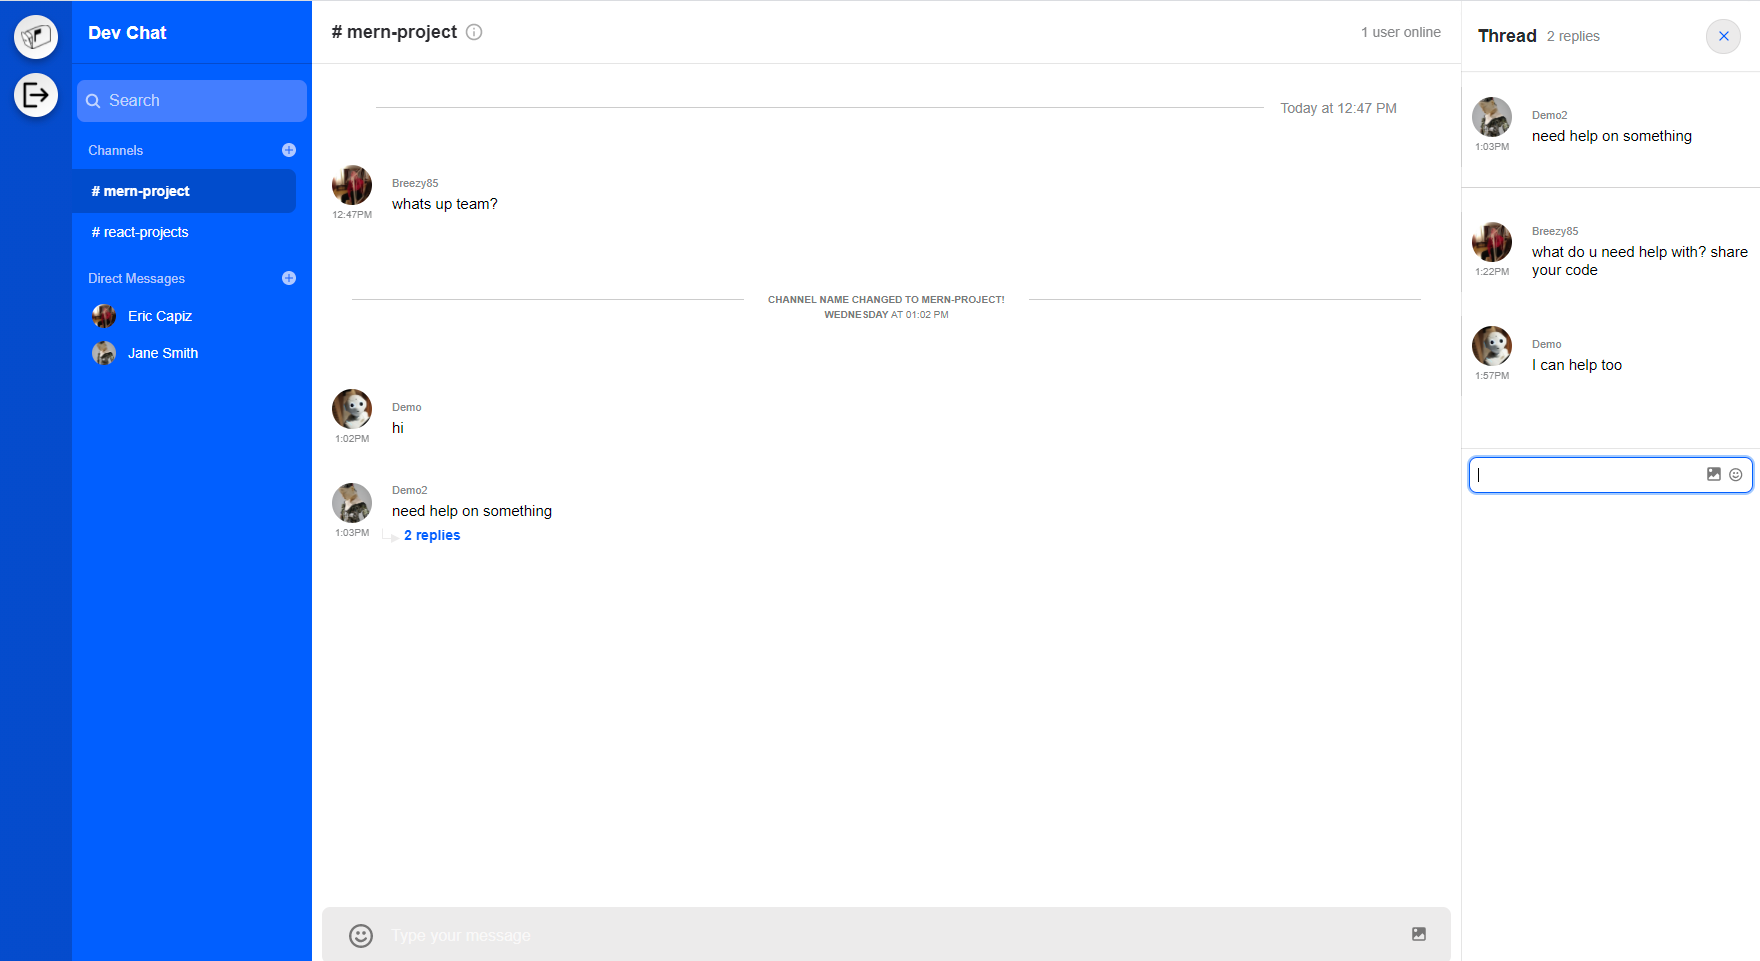 Dev Chat
Search
Channels
# mern-project
# react-projects
Direct Messages
Eric Capiz
Jane Smith
# mern-project
1 user online
Today at 12:47 PM
Breezy85
whats up team?
12:47PM
CHANNEL NAME CHANGED TO MERN-PROJECT!
WEDNESDAY AT 01:02 PM
Demo
hi
1:02PM
Demo2
need help on something
1:03PM
2 replies
Type your message
Thread 2 replies
Demo2
need help on something
1:03PM
Breezy85
what do u need help with? share
your code
1:22PM
Demo
I can help too
1:57PM